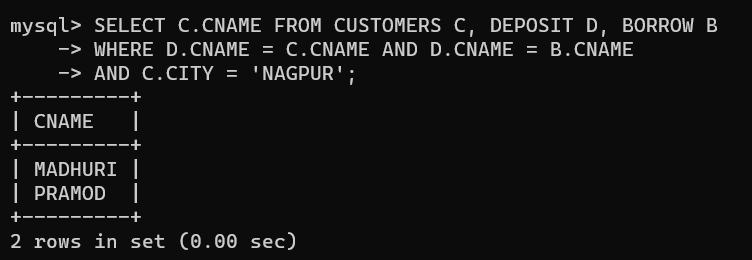 mysql> SELECT C.CNAME FROM CUSTOMERS C, DEPOSIT D, BORROW B
    -> WHERE D.CNAME = C.CNAME AND D.CNAME = B.CNAME
    -> AND C.CITY = 'NAGPUR';
+---------+
| CNAME   |
+---------+
| MADHURI |
| PRAMOD  |
+---------+
2 rows in set (0.00 sec)